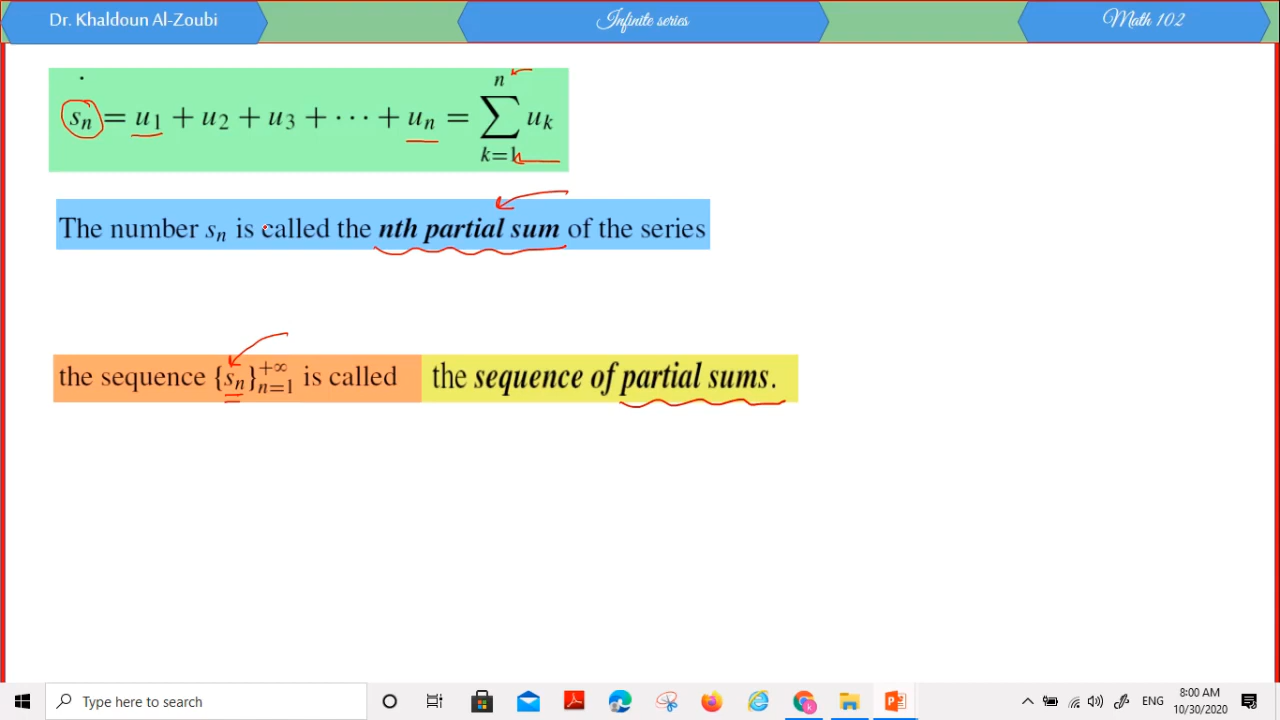 Dr. Khaldoun Al-Zoubi
Infinite series
Math 102
sₙ = u₁ + u₂ + u₃ + ⋯ + uₙ = ∑ₖ₌₁ⁿ uₖ
The number sₙ is called the nth partial sum of the series
the sequence {sₙ}ₙ₌₁⁺∞ is called the sequence of partial sums.
Type here to search
ENG
8:00 AM
10/30/2020